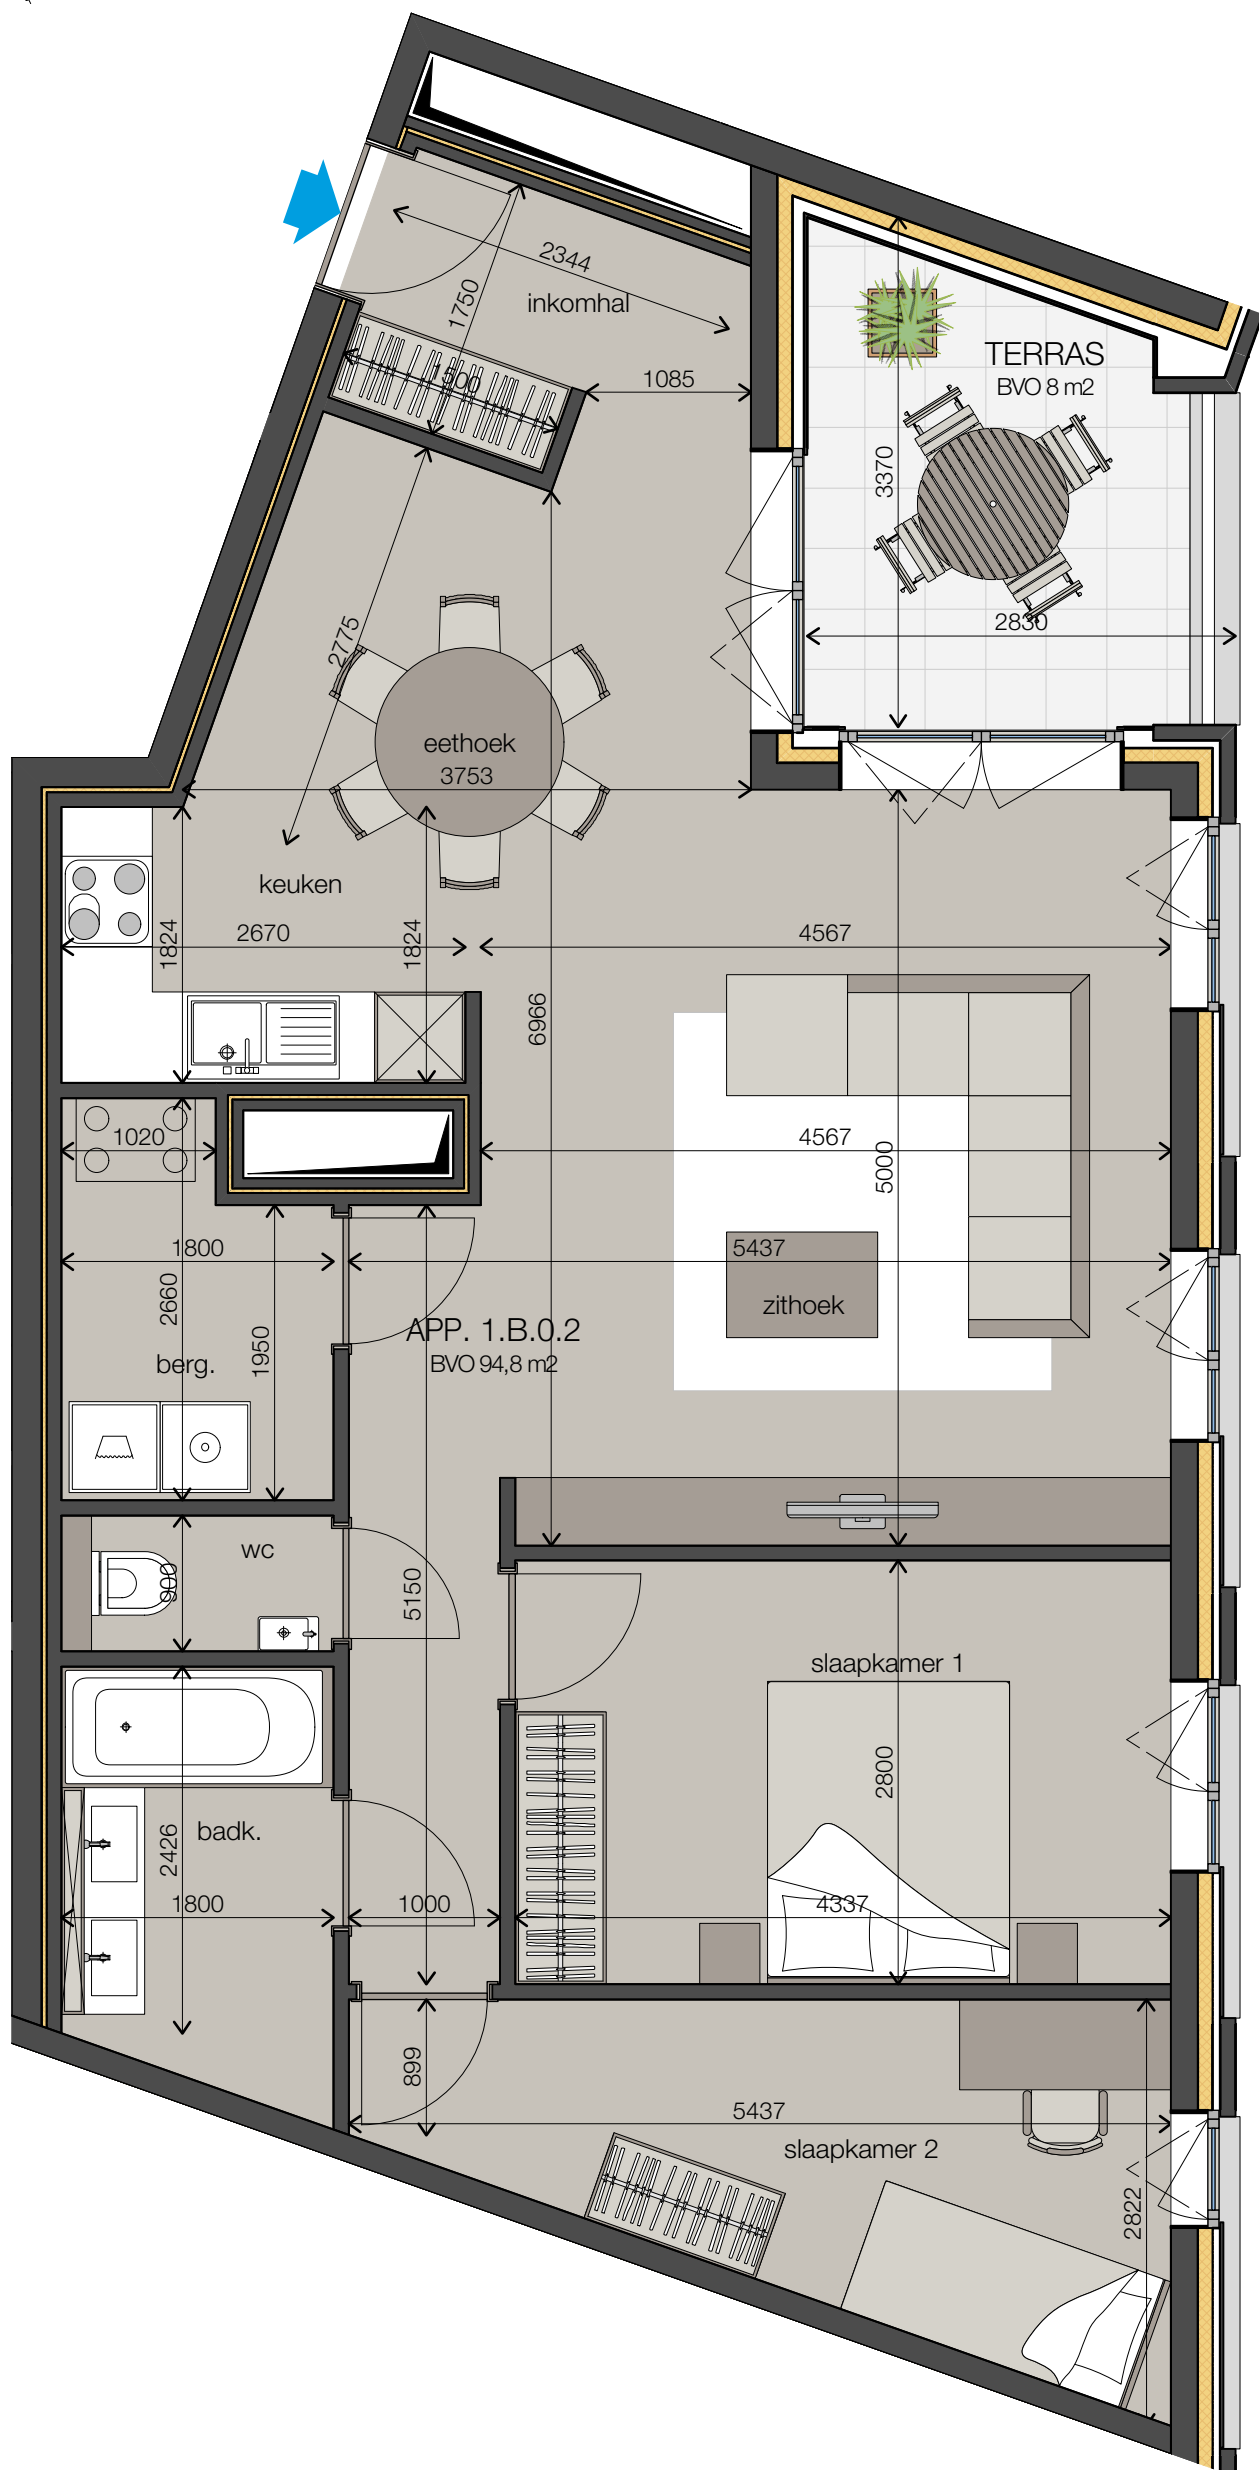 2344
inkomhal
1750
1500
1085
TERRAS
BVO 8 m2
3370
2830
2775
eethoek
3753
keuken
1824
2670
1824
4567
6966
1020
4567
5000
1800
5437
2660
1950
zithoek
APP. 1.B.0.2
BVO 94,8 m2
berg.
wc
900
5150
slaapkamer 1
2800
badk.
2426
1800
1000
4337
899
5437
slaapkamer 2
2822